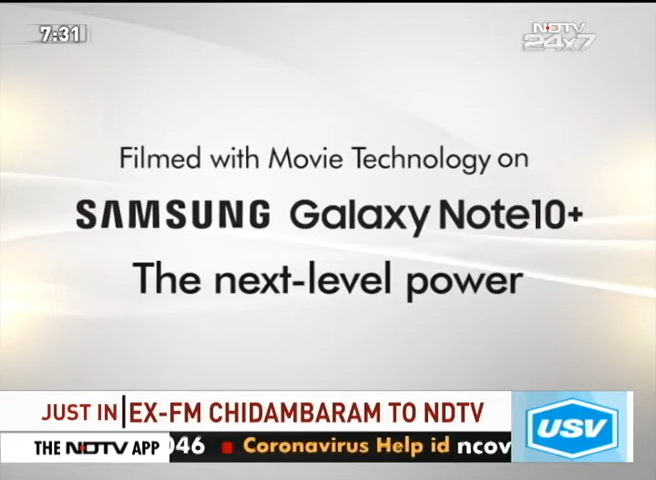 7:31
NDTV
24x7
Filmed with Movie Technology on
SAMSUNG Galaxy Note10+
The next-level power
JUST IN EX-FM CHIDAMBARAM TO NDTV
THE NDTV APP 046 Coronavirus Help id ncov
USV